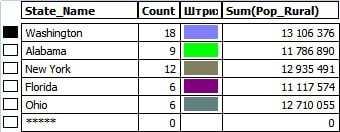 State_Name Count Штрих Sum(Pop_Rural)
Washington 18 13 106 376
Alabama 9 11 786 890
New York 12 12 935 491
Florida 6 11 117 574
Ohio 6 12 710 055
***** 0 0